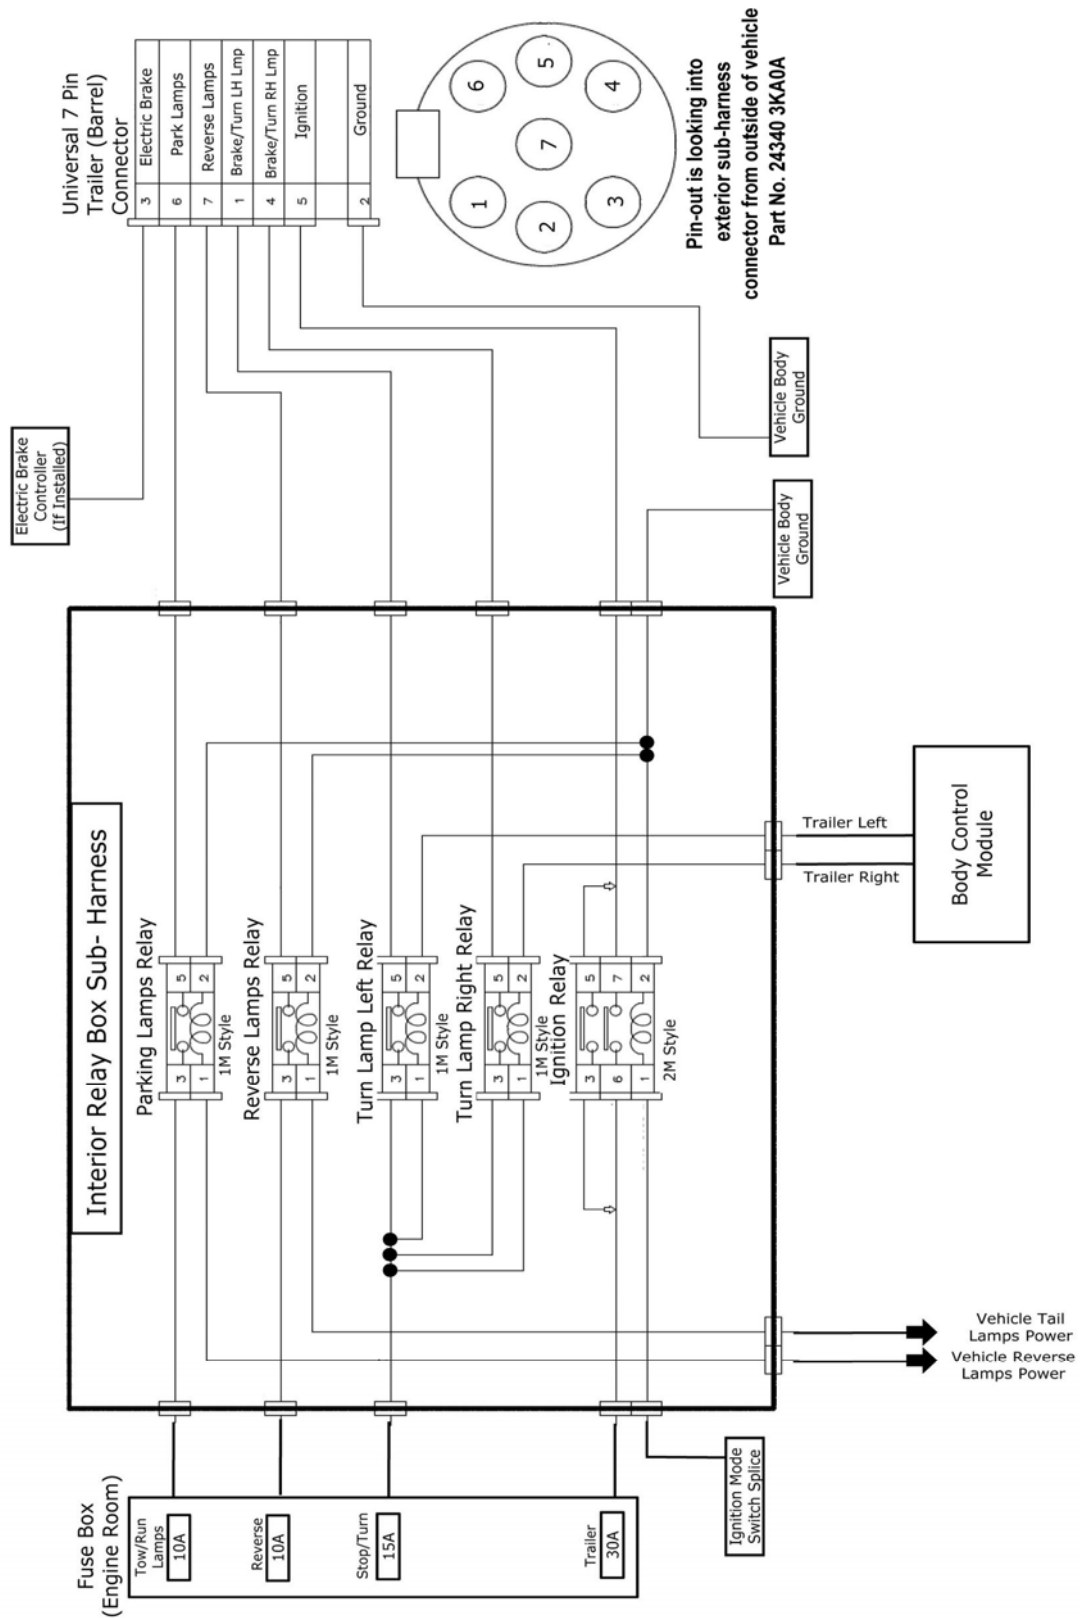 Universal 7 Pin
Trailer (Barrel)
Connector
3 Electric Brake
6 Park Lamps
7 Reverse Lamps
1 Brake/Turn LH Lmp
4 Brake/Turn RH Lmp
5 Ignition
2 Ground
1
2
3
4
5
6
7
Pin-out is looking into
exterior sub-harness
connector from outside of vehicle
Part No. 24340 3KA0A
Electric Brake
Controller
(If Installed)
Vehicle Body
Ground
Vehicle Body
Ground
Interior Relay Box Sub- Harness
Parking Lamps Relay
3 5
1 2
1M Style
Reverse Lamps Relay
3 5
1 2
1M Style
Turn Lamp Left Relay
3 5
1 2
1M Style
Turn Lamp Right Relay
3 5
1 2
1M Style
Ignition Relay
3 5
6 7
1 2
2M Style
Trailer Left
Trailer Right
Body Control
Module
Vehicle Tail
Lamps Power
Vehicle Reverse
Lamps Power
Fuse Box
(Engine Room)
Tow/Run
Lamps
10A
Reverse
10A
Stop/Turn
15A
Trailer
30A
Ignition Mode
Switch Splice